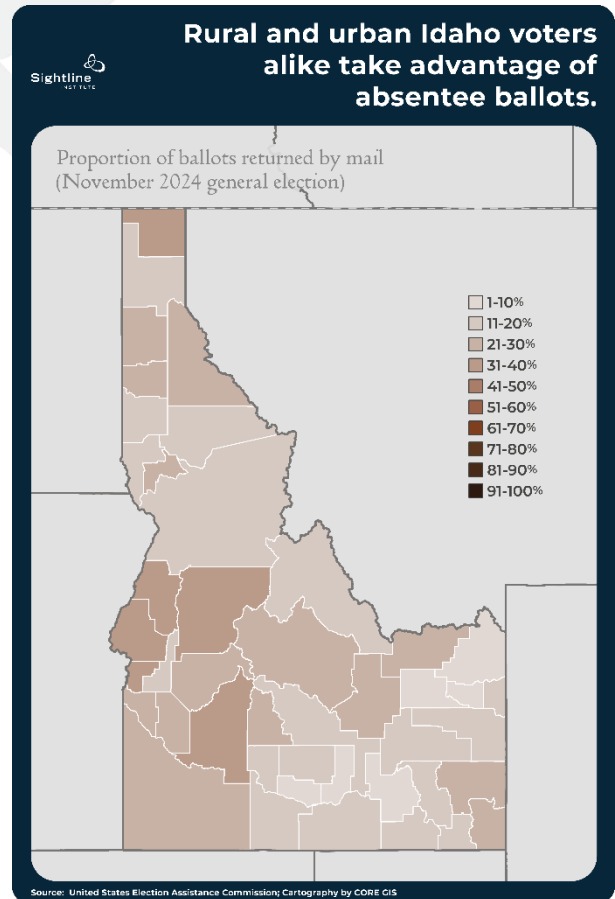 Rural and urban Idaho voters
alike take advantage of
absentee ballots.
Sightline
INSTITUTE
Proportion of ballots returned by mail
(November 2024 general election)
1-10%
11-20%
21-30%
31-40%
41-50%
51-60%
61-70%
71-80%
81-90%
91-100%
Source: United States Election Assistance Commission; Cartography by CORE GIS